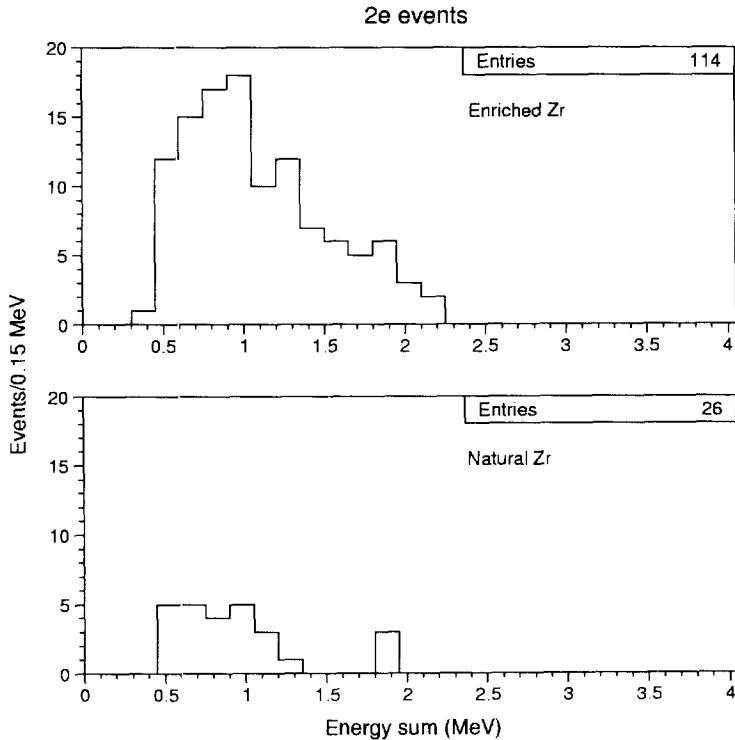 2e events
20
15
10
5
0
Entries 114
Enriched Zr
0 0.5 1 1.5 2 2.5 3 3.5 4
Events/0.15 MeV
20
15
10
5
0
Entries 26
Natural Zr
0 0.5 1 1.5 2 2.5 3 3.5 4
Energy sum (MeV)